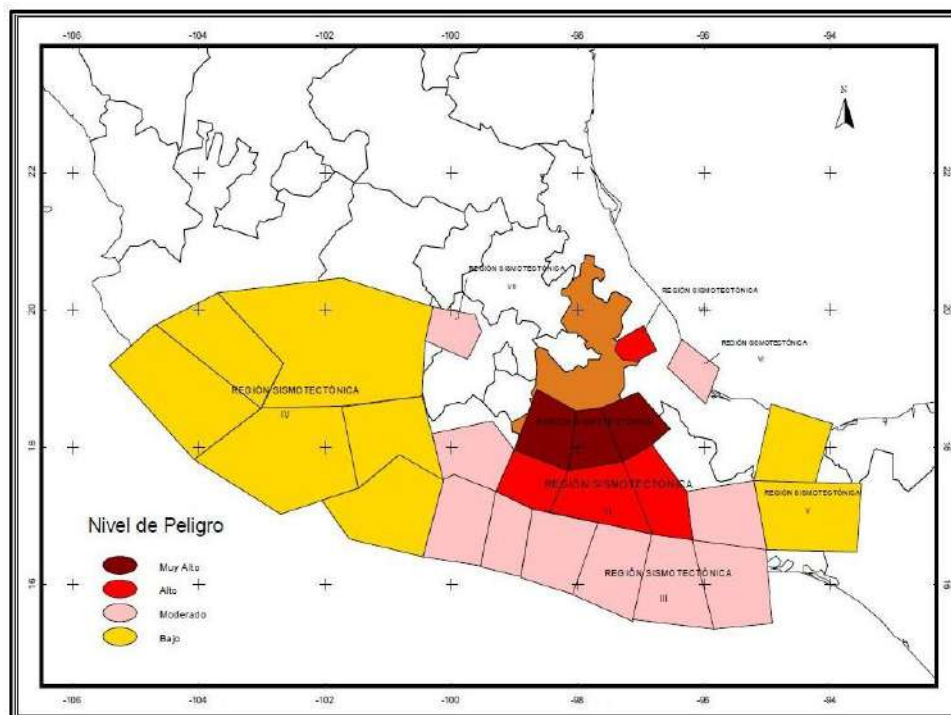 -106 -104 -102 -100 -98 -96 -94
N
22 22
REGIÓN SISMOTECTÓNICA
VII
20 20
REGIÓN SISMOTECTÓNICA
REGIÓN SISMOTECTÓNICA
VI
REGIÓN SISMOTECTÓNICA
IV
18 18
REGIÓN SISMOTECTÓNICA
REGIÓN SISMOTECTÓNICA
II
REGIÓN SISMOTECTÓNICA
V
Nivel de Peligro
Muy Alto
Alto
Moderado
Bajo
16 16
REGIÓN SISMOTECTÓNICA
III
-106 -104 -102 -100 -98 -96 -94